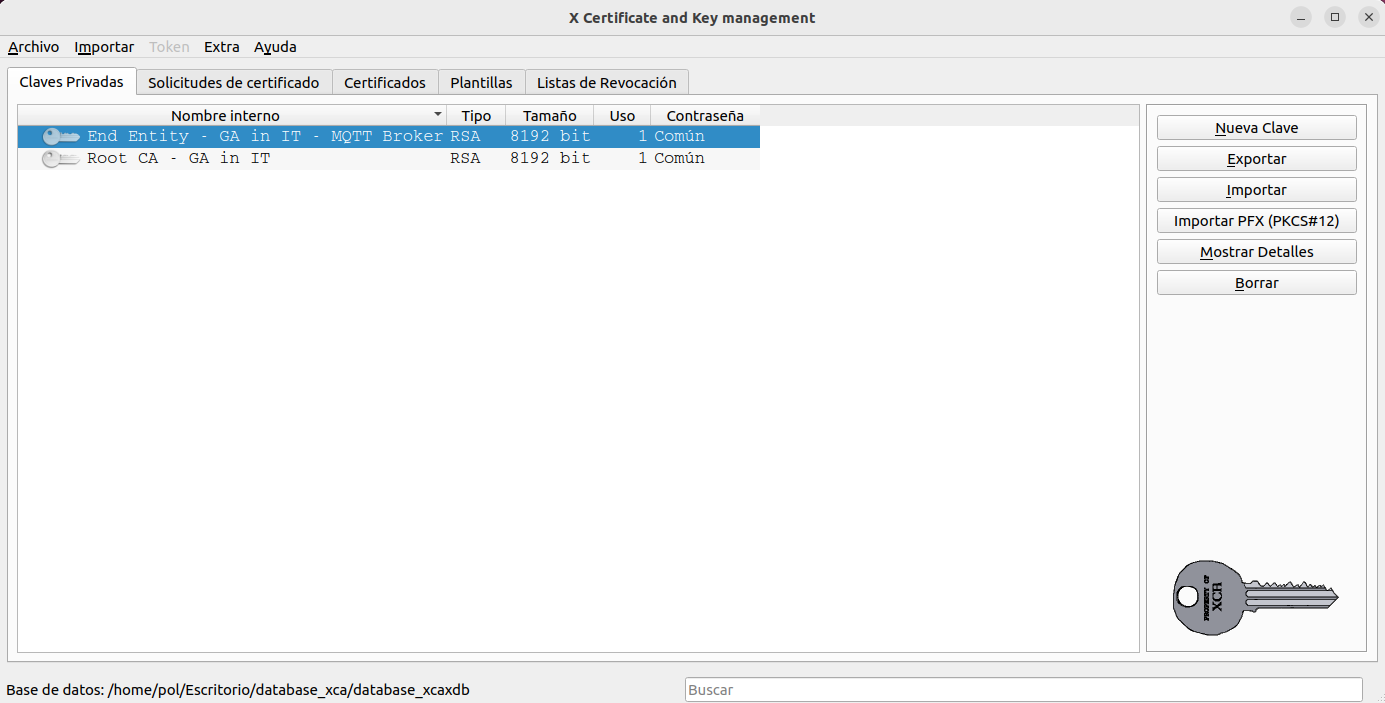 X Certificate and Key management
Archivo Importar Token Extra Ayuda
Claves Privadas Solicitudes de certificado Certificados Plantillas Listas de Revocación
Nombre interno Tipo Tamaño Uso Contraseña
End Entity - GA in IT - MQTT Broker RSA 8192 bit 1 Común
Root CA - GA in IT RSA 8192 bit 1 Común
Nueva Clave
Exportar
Importar
Importar PFX (PKCS#12)
Mostrar Detalles
Borrar
PROPERTY OF
XCA
Base de datos: /home/pol/Escritorio/database_xca/database_xcaxdb
Buscar